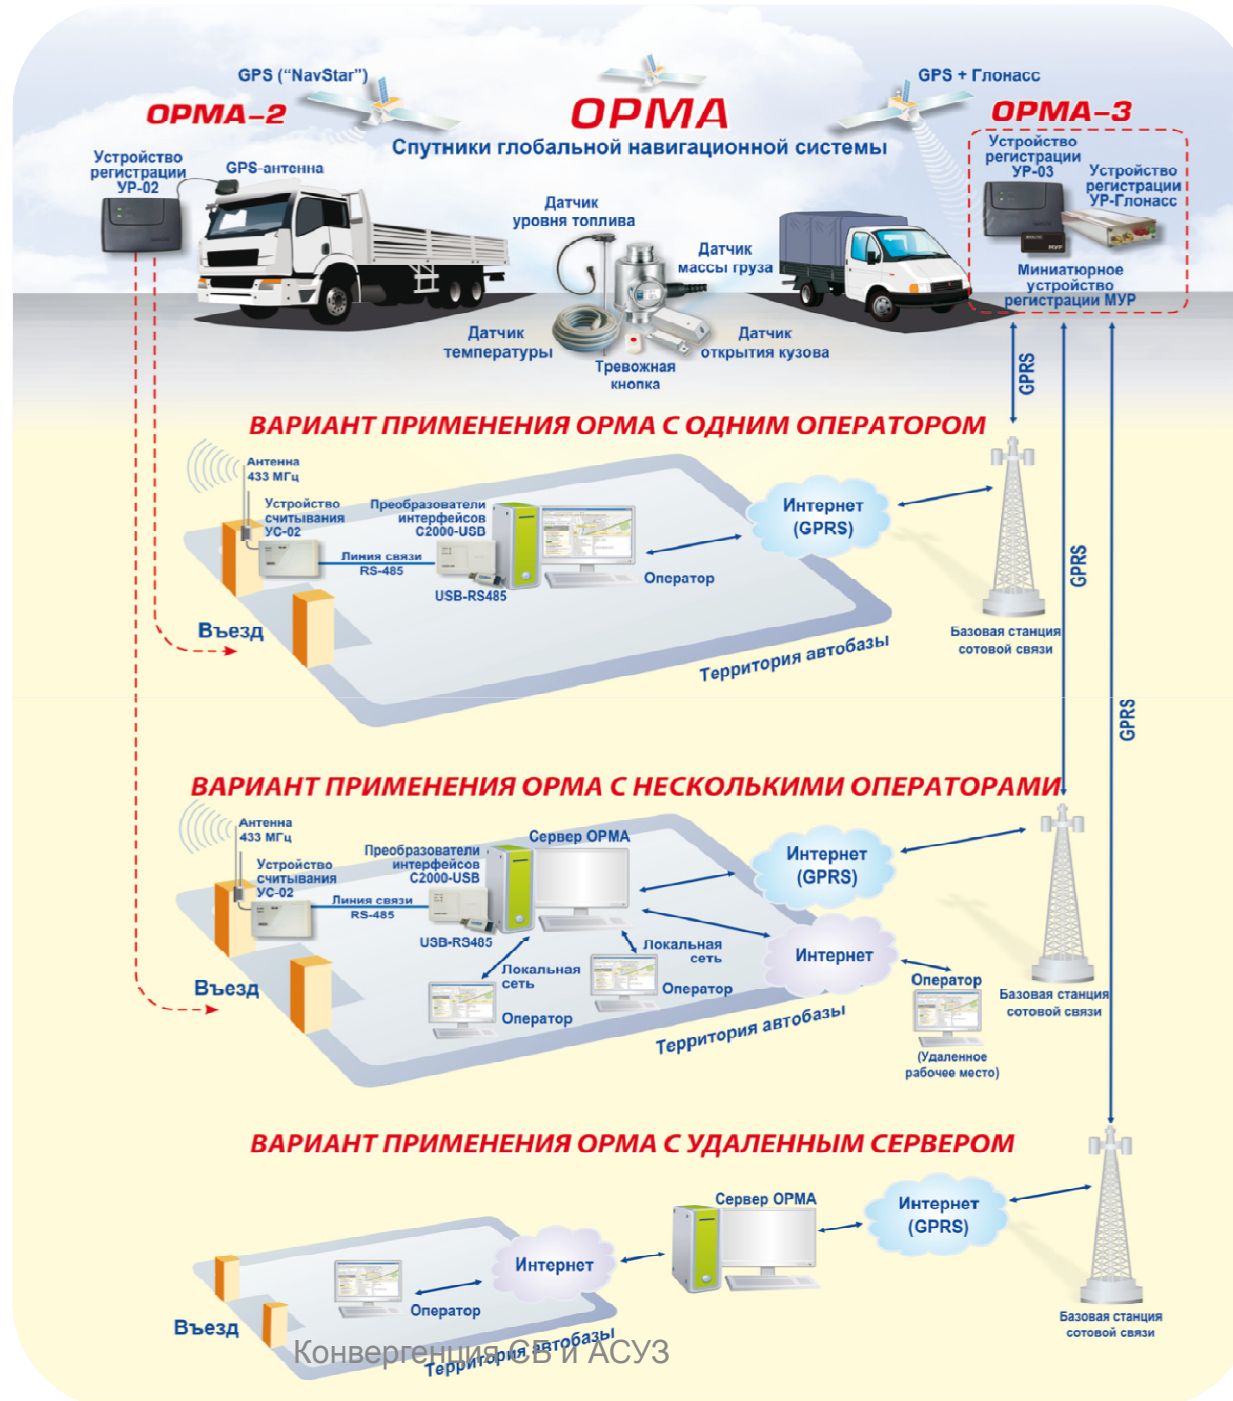 GPS ("NavStar")
GPS + Глонасс
ОРМА-2
ОРМА
ОРМА-3
Спутники глобальной навигационной системы
Устройство
регистрации
УР-02
GPS-антенна
Датчик
уровня топлива
Датчик
массы груза
Датчик
температуры
Тревожная
кнопка
Датчик
открытия кузова
Устройство
регистрации
УР-03
Устройство
регистрации
УР-Глонасс
МУР
Миниатюрное
устройство
регистрации МУР
GPRS
GPRS
GPRS
ВАРИАНТ ПРИМЕНЕНИЯ ОРМА С ОДНИМ ОПЕРАТОРОМ
Антенна
433 МГц
Устройство
считывания
УС-02
Преобразователи
интерфейсов
С2000-USB
Линия связи
RS-485
USB-RS485
Оператор
Интернет
(GPRS)
Въезд
Территория автобазы
Базовая станция
сотовой связи
ВАРИАНТ ПРИМЕНЕНИЯ ОРМА С НЕСКОЛЬКИМИ ОПЕРАТОРАМИ
Антенна
433 МГц
Устройство
считывания
УС-02
Преобразователи
интерфейсов
С2000-USB
Сервер ОРМА
Линия связи
RS-485
USB-RS485
Интернет
(GPRS)
Локальная
сеть
Локальная
сеть
Интернет
Оператор
Оператор
Оператор
(Удаленное
рабочее место)
Въезд
Территория автобазы
Базовая станция
сотовой связи
ВАРИАНТ ПРИМЕНЕНИЯ ОРМА С УДАЛЕННЫМ СЕРВЕРОМ
Сервер ОРМА
Интернет
(GPRS)
Интернет
Оператор
Въезд
Территория автобазы
Базовая станция
сотовой связи
Конвергенция СБ и АСУЗ